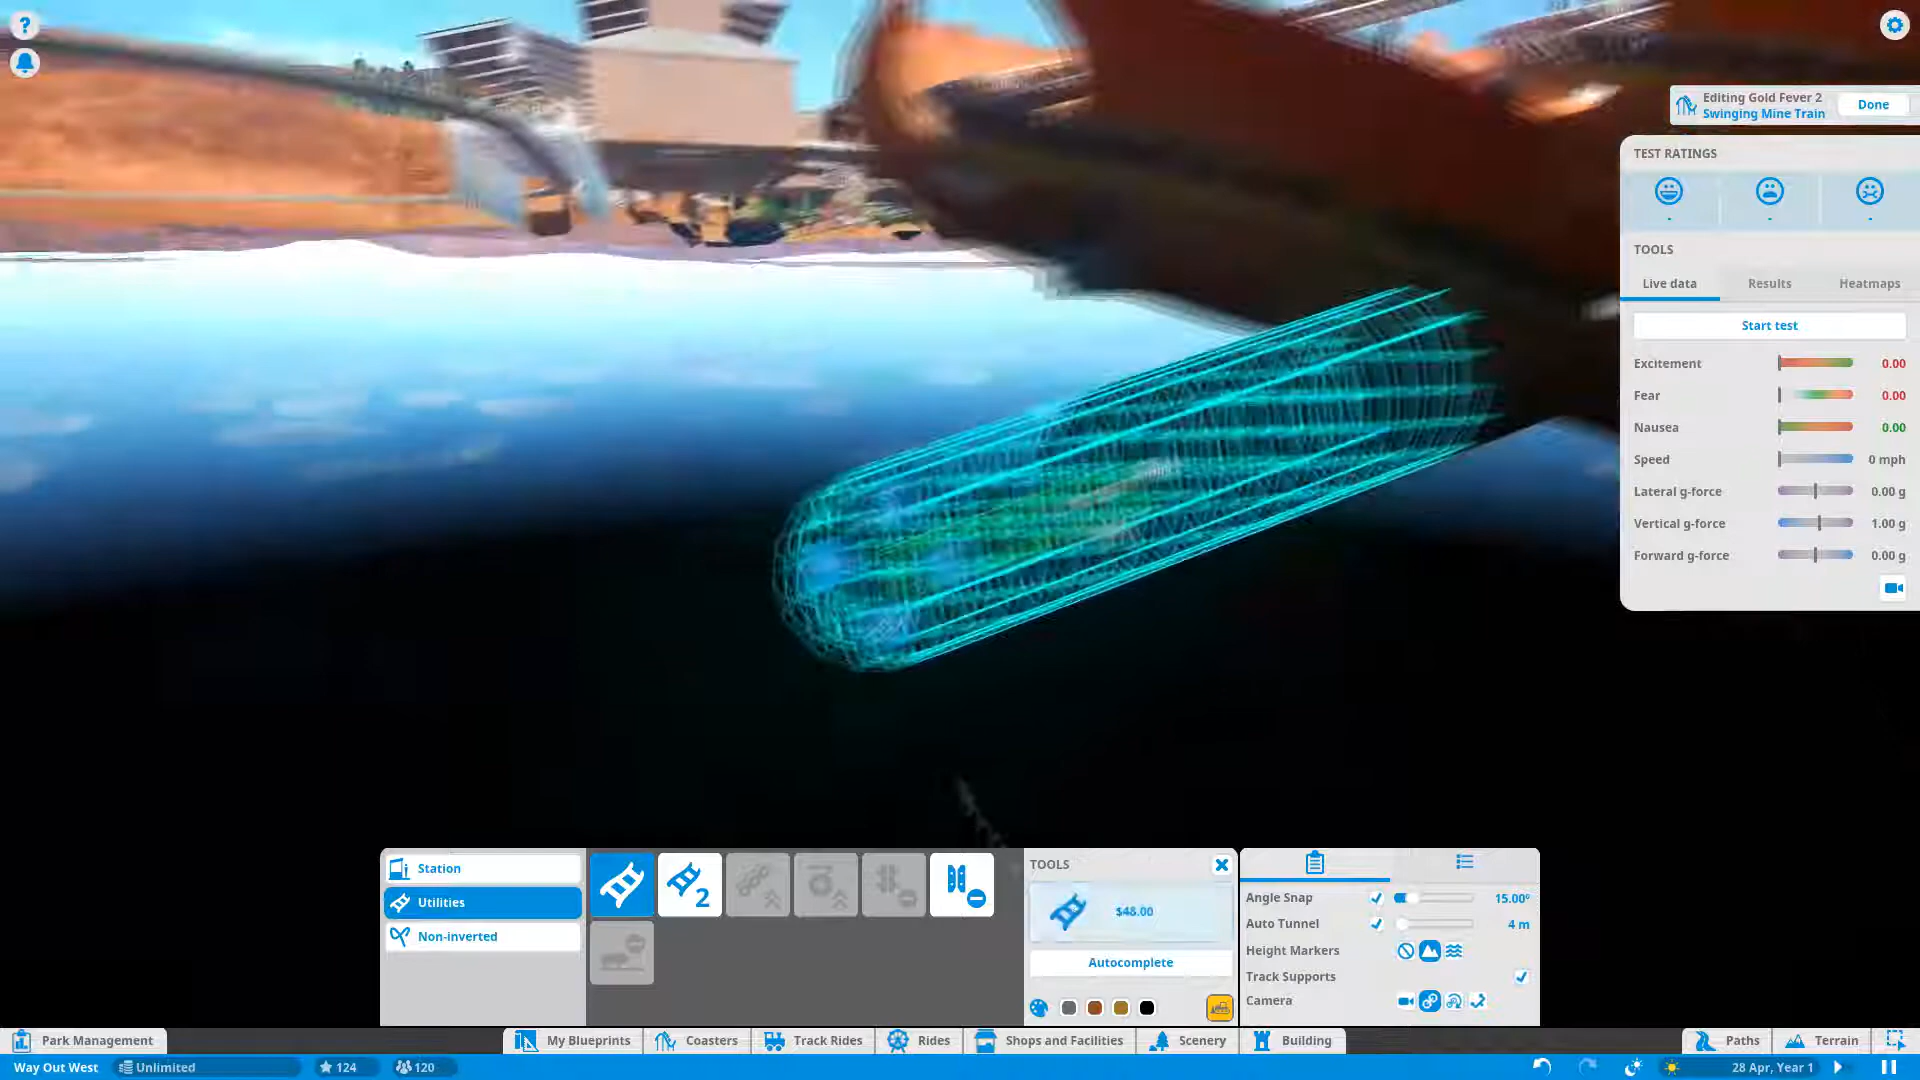 ?
Editing Gold Fever 2
Swinging Mine Train
Done
TEST RATINGS
- - -
TOOLS
Live data Results Heatmaps
Start test
Excitement 0.00
Fear 0.00
Nausea 0.00
Speed 0 mph
Lateral g-force 0.00 g
Vertical g-force 1.00 g
Forward g-force 0.00 g
Station
Utilities
Non-inverted
2
TOOLS
$48.00
Autocomplete
Angle Snap 15.00°
Auto Tunnel 4 m
Height Markers
Track Supports
Camera
Park Management My Blueprints Coasters Track Rides Rides Shops and Facilities Scenery Building Paths Terrain
Way Out West Unlimited 124 120 28 Apr, Year 1